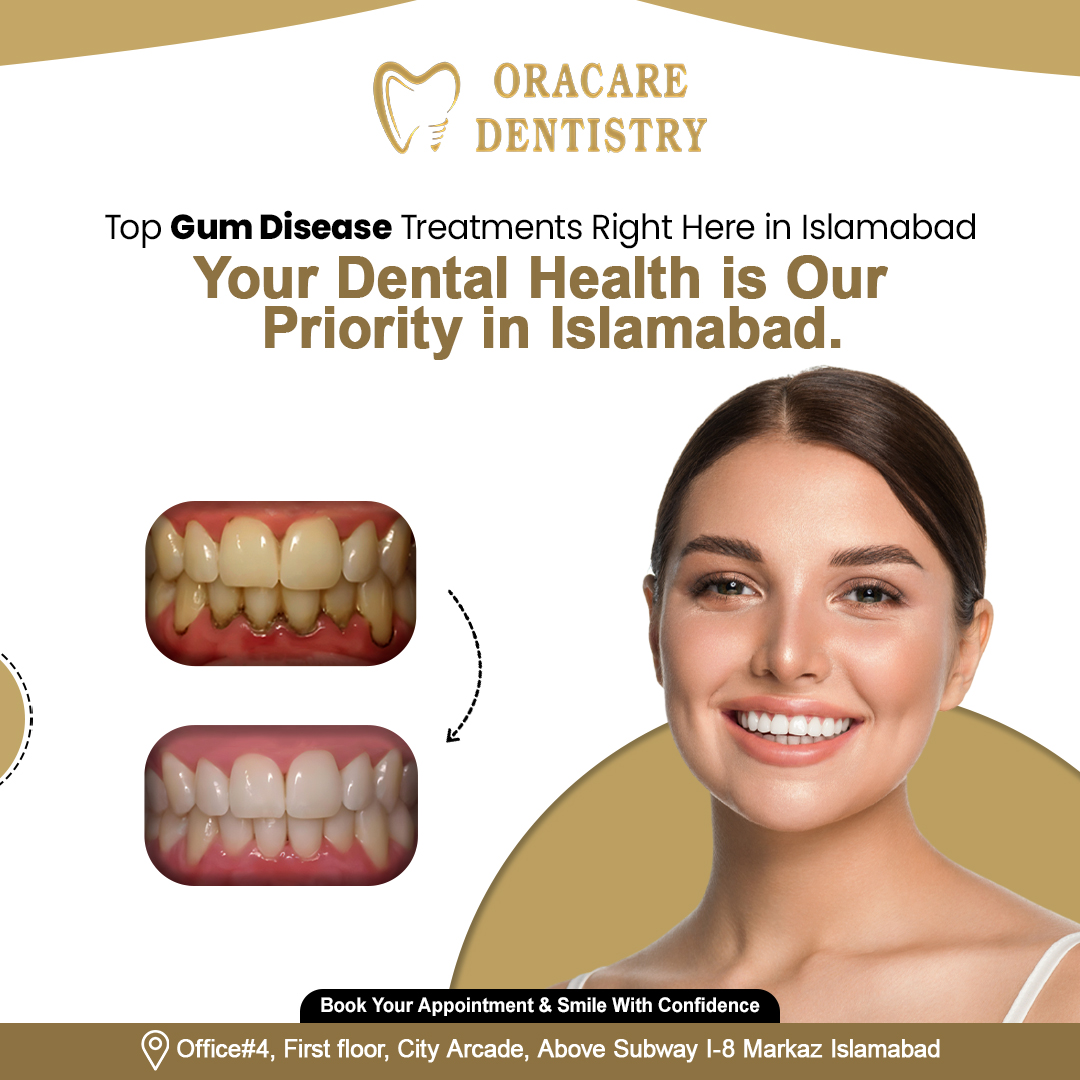 ORACARE
DENTISTRY
Top Gum Disease Treatments Right Here in Islamabad
Your Dental Health is Our
Priority in Islamabad.
Book Your Appointment & Smile With Confidence
Office#4, First floor, City Arcade, Above Subway I-8 Markaz Islamabad